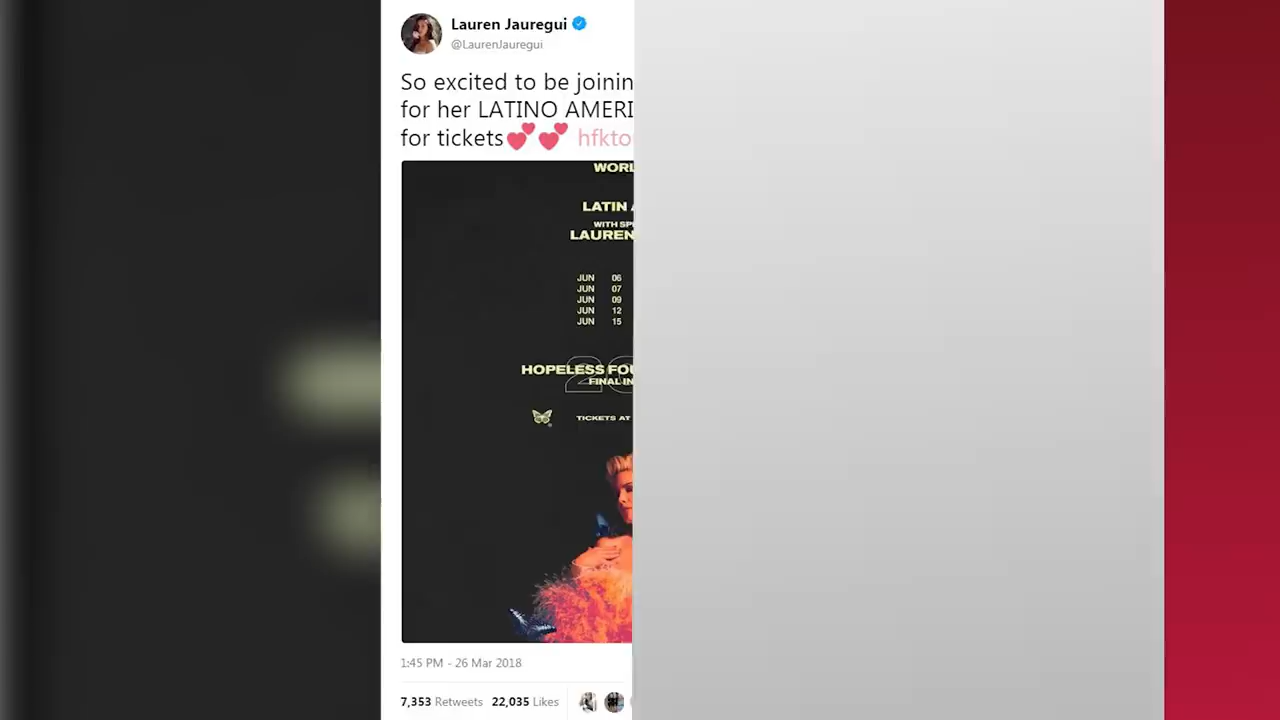 Lauren Jauregui
@LaurenJauregui
So excited to be joinin
for her LATINO AMERI
for tickets💕💕 hfkto
WORL
LATIN A
WITH SPE
LAUREN
JUN 06
JUN 07
JUN 09
JUN 12
JUN 15
20
HOPELESS FOU
FINAL IN
TICKETS AT
1:45 PM - 26 Mar 2018
7,353 Retweets 22,035 Likes